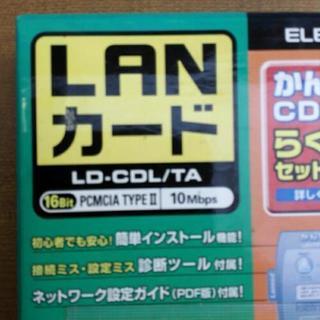 LAN
カード
LD-CDL/TA
16Bit PCMCIA TYPE II 10Mbps
初心者でも安心! 簡単インストール機能!
接続ミス・設定ミス 診断ツール付属!
ネットワーク設定ガイド(PDF版)付属!
ELE
かん
CD
らく
セット
詳しく